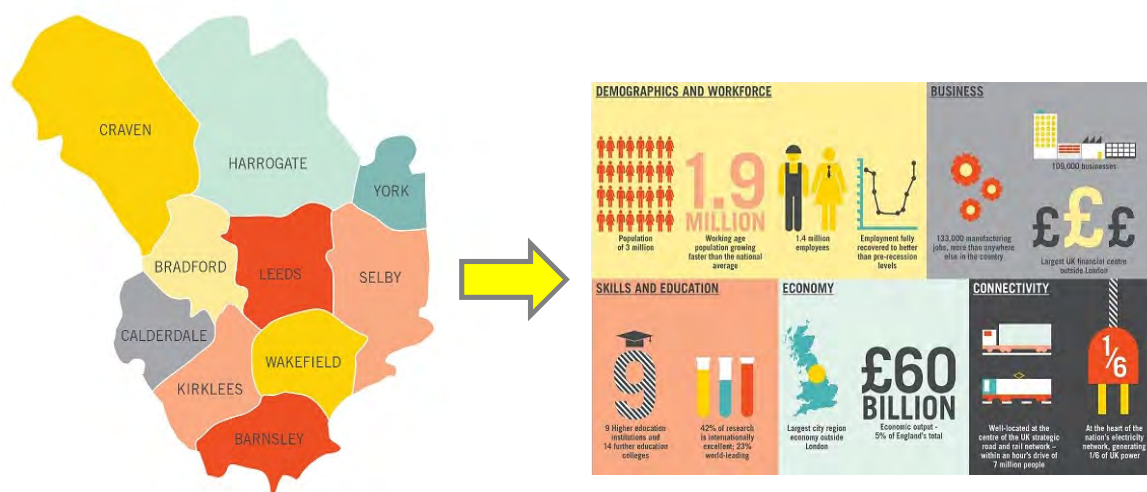 CRAVEN
HARROGATE
YORK
BRADFORD
LEEDS
SELBY
CALDERDALE
WAKEFIELD
KIRKLEES
BARNSLEY
DEMOGRAPHICS AND WORKFORCE
Population
of 3 million
1.9
MILLION
Working age
population growing
faster than the national
average
1.4 million
employees
Employment fully
recovered to better
than pre-recession
levels
BUSINESS
133,000 manufacturing
jobs, more than anywhere
else in the country
109,000 businesses
£££
Largest UK financial centre
outside London
SKILLS AND EDUCATION
9
9 Higher education
institutions and
14 further education
colleges
42% of research
is internationally
excellent; 23%
world-leading
ECONOMY
Largest city region
economy outside
London
£60
BILLION
Economic output -
5% of England's total
CONNECTIVITY
Well-located at the
centre of the UK strategic
road and rail network –
within an hour's drive of
7 million people
1/6
At the heart of the
nation's electricity
network, generating
1/6 of UK power